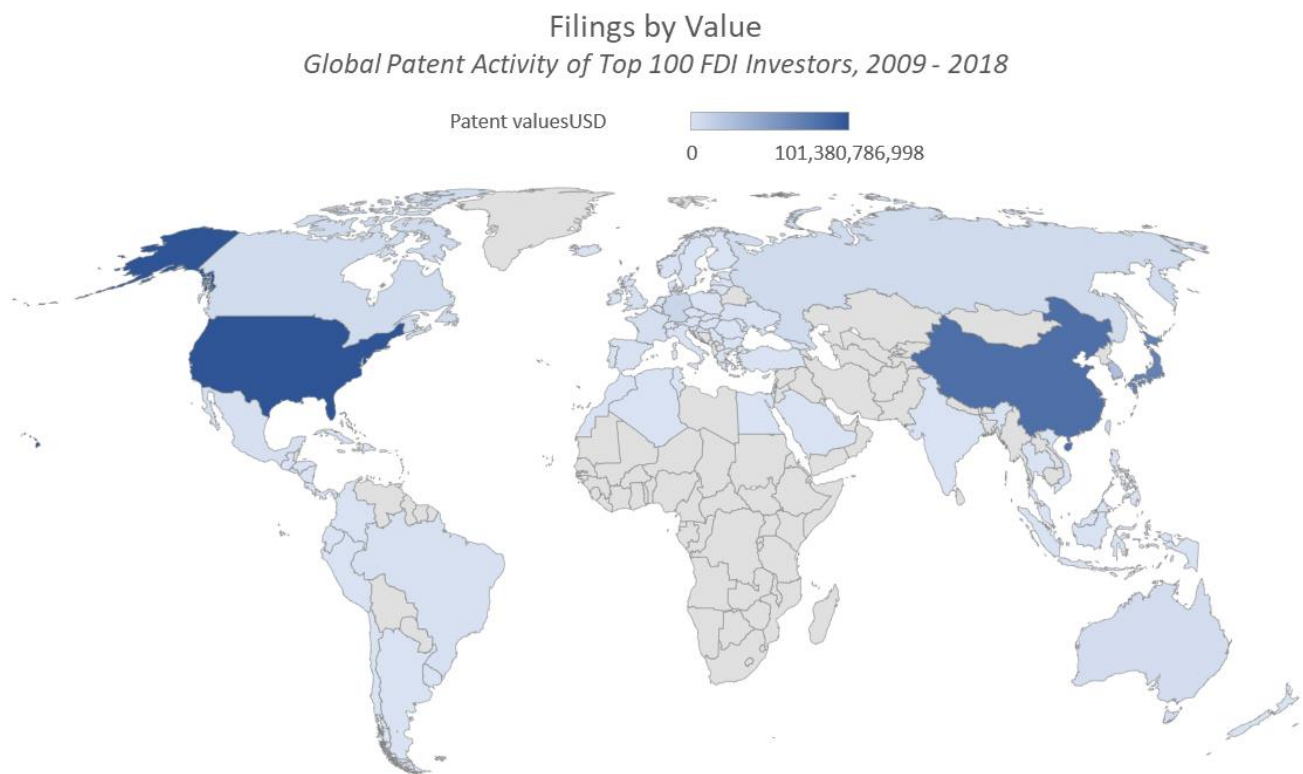 Filings by Value
Global Patent Activity of Top 100 FDI Investors, 2009 - 2018
Patent valuesUSD
0 101,380,786,998